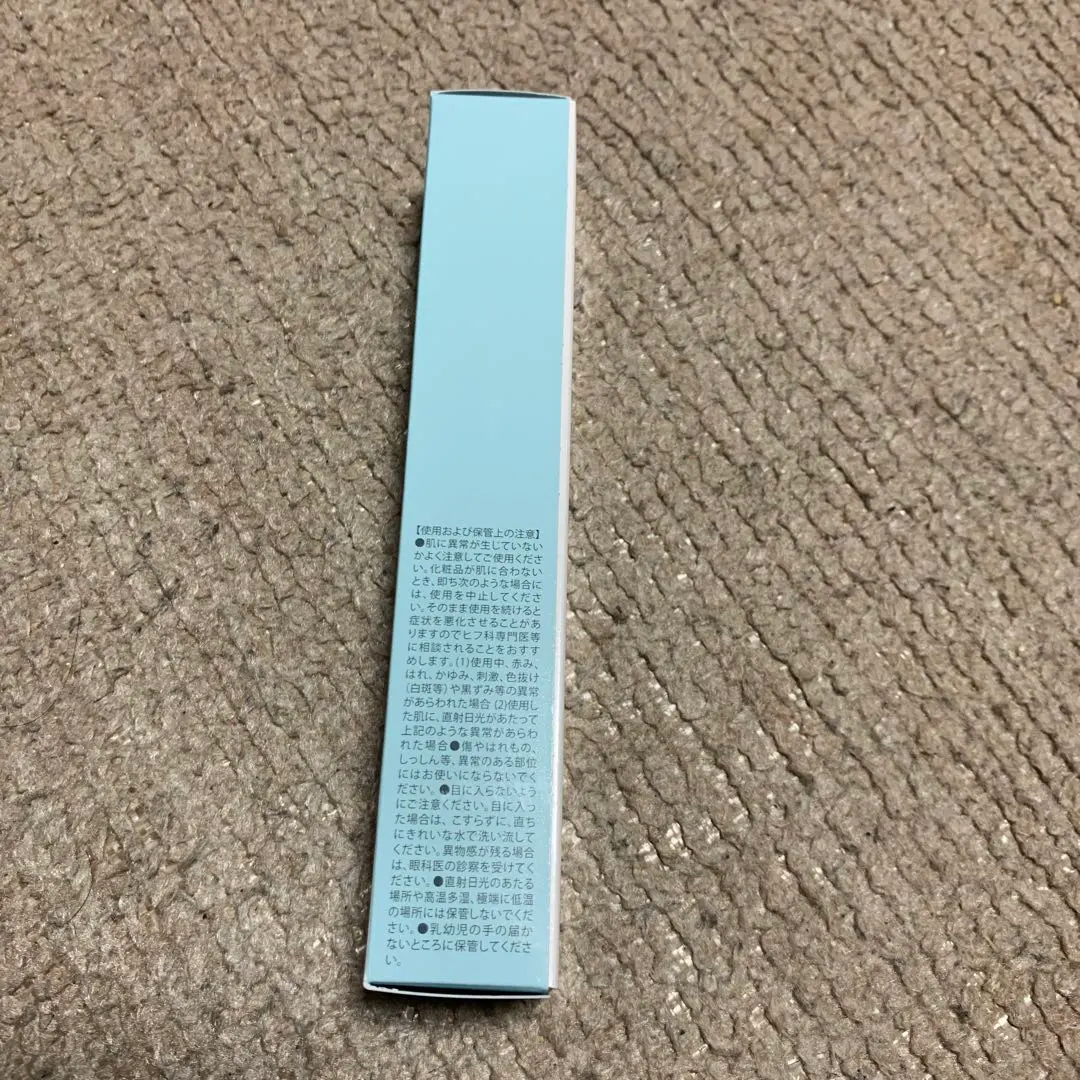 【使用および保管上の注意】
●肌に異常が生じていない
かよく注意してご使用くださ
い。化粧品が肌に合わない
とき、即ち次のような場合に
は、使用を中止してくださ
い。そのまま使用を続けると
症状を悪化させることがあ
りますのでヒフ科専門医等
に相談されることをおすす
めします。(1)使用中、赤み、
はれ、かゆみ、刺激、色抜け
(白斑等)や黒ずみ等の異常
があらわれた場合 (2)使用し
た肌に、直射日光があたって
上記のような異常があらわ
れた場合●傷やはれもの、
しっしん等、異常のある部位
にはお使いにならないでく
ださい。●目に入らないよう
にご注意ください。目に入っ
た場合は、こすらずに、直ち
にきれいな水で洗い流して
ください。異物感が残る場合
は、眼科医の診察を受けてく
ださい。●直射日光のあたる
場所や高温多湿、極端に低温
の場所には保管しないでくだ
さい。●乳幼児の手の届か
ないところに保管してくださ
い。